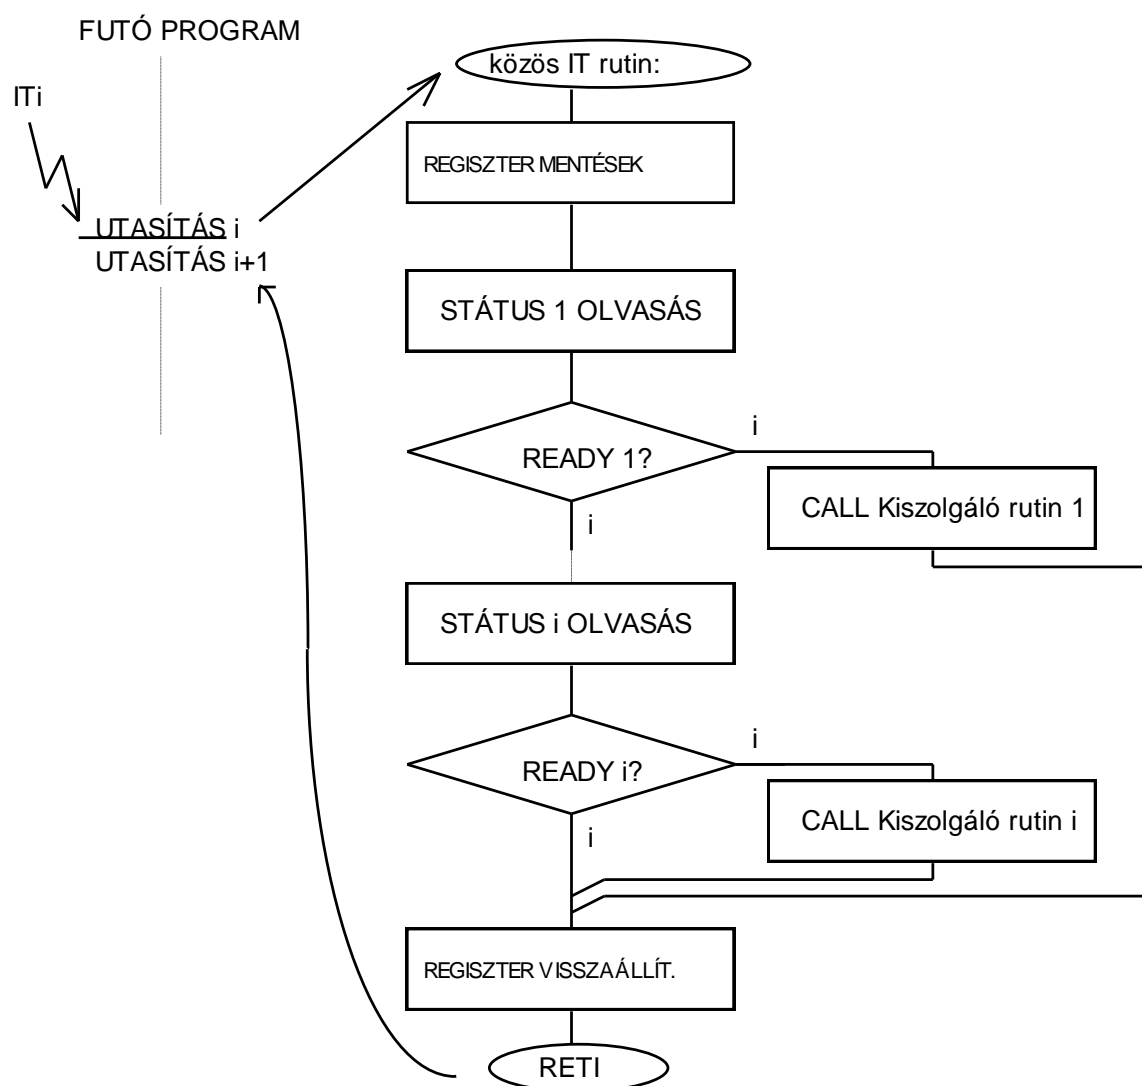 FUTÓ PROGRAM
ITi
UTASÍTÁS i
UTASÍTÁS i+1
közös IT rutin:
REGISZTER MENTÉSEK
STÁTUS 1 OLVASÁS
READY 1?
i
CALL Kiszolgáló rutin 1
i
STÁTUS i OLVASÁS
READY i?
i
CALL Kiszolgáló rutin i
i
REGISZTER VISSZAÁLLÍT.
RETI